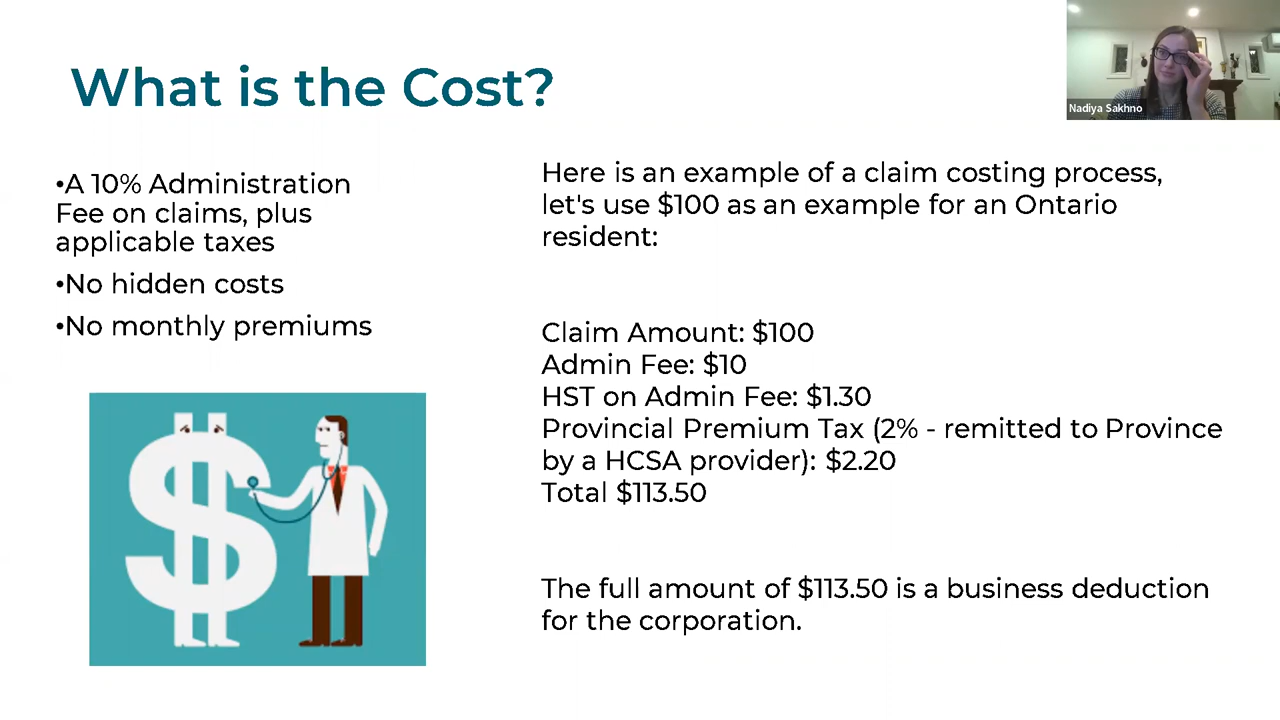 What is the Cost?
Nadiya Sakhno
•A 10% Administration
Fee on claims, plus
applicable taxes
•No hidden costs
•No monthly premiums
Here is an example of a claim costing process,
let's use $100 as an example for an Ontario
resident:
Claim Amount: $100
Admin Fee: $10
HST on Admin Fee: $1.30
Provincial Premium Tax (2% - remitted to Province
by a HCSA provider): $2.20
Total $113.50
The full amount of $113.50 is a business deduction
for the corporation.